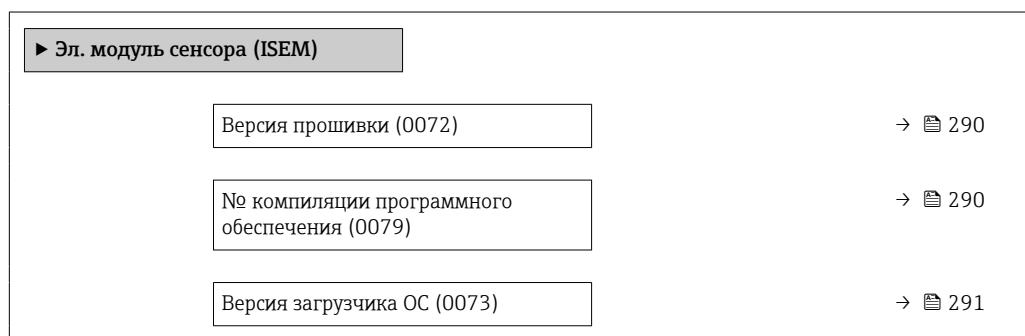 ▶ Эл. модуль сенсора (ISEM)
Версия прошивки (0072) → 290
№ компиляции программного → 290
обеспечения (0079)
Версия загрузчика ОС (0073) → 291